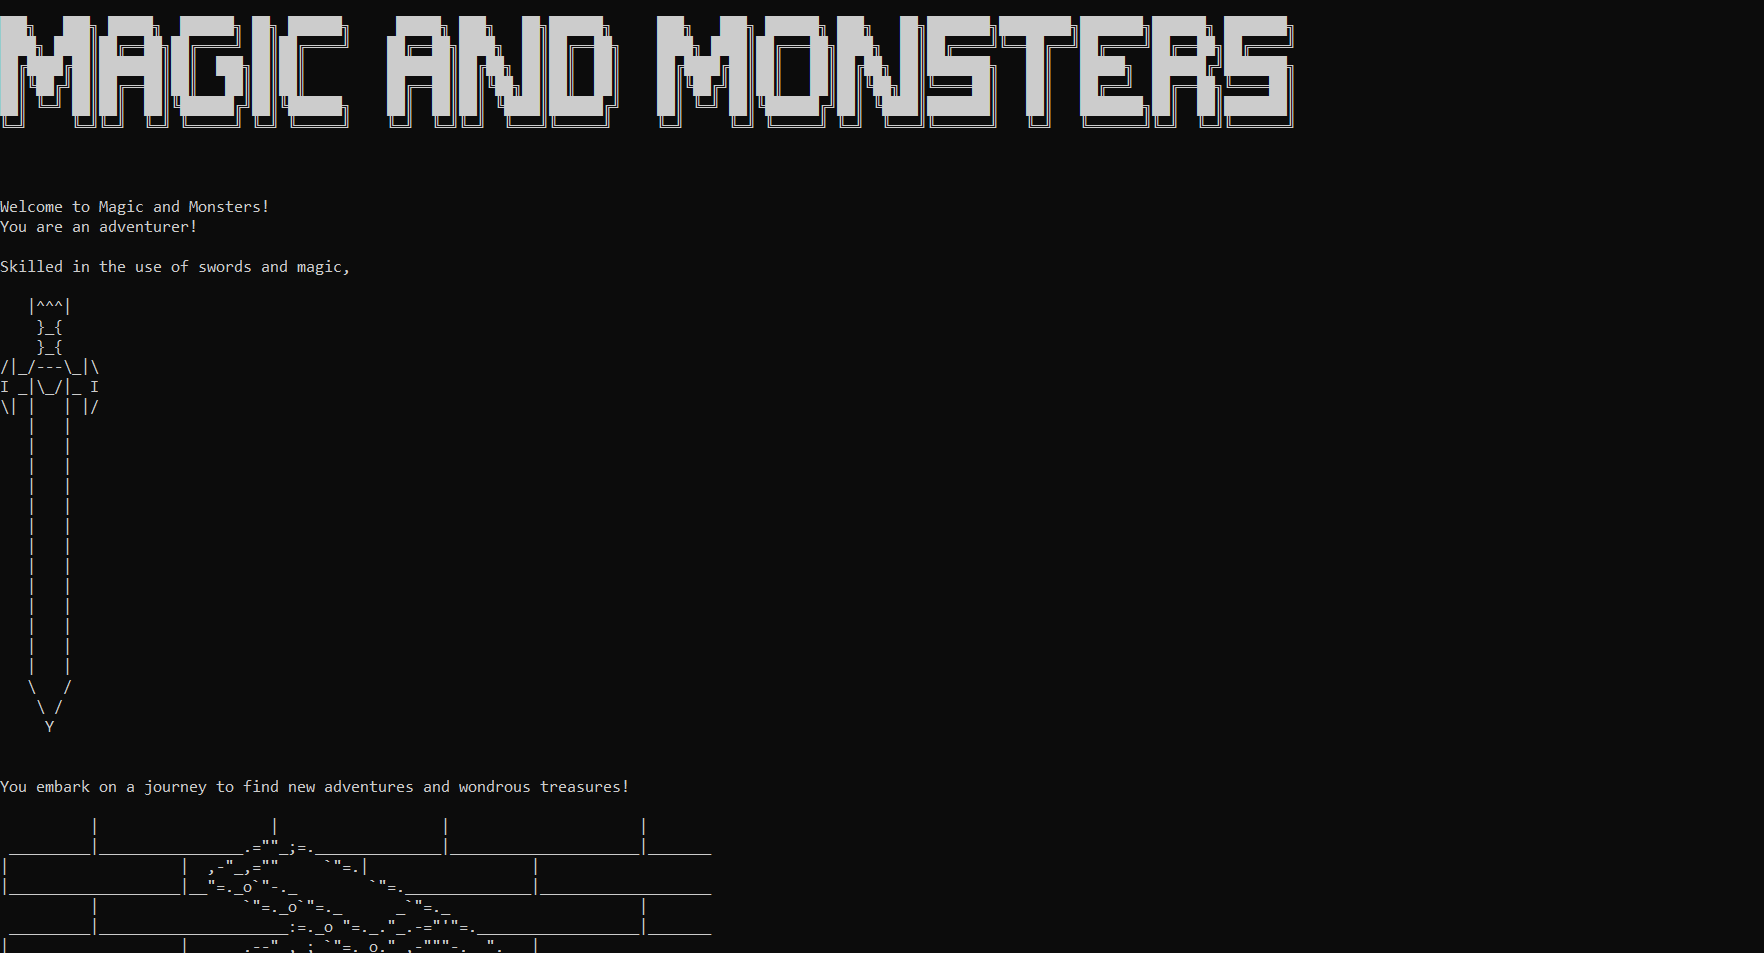 MAGIC AND MONSTERS
Welcome to Magic and Monsters!
You are an adventurer!
Skilled in the use of swords and magic,
You embark on a journey to find new adventures and wondrous treasures!